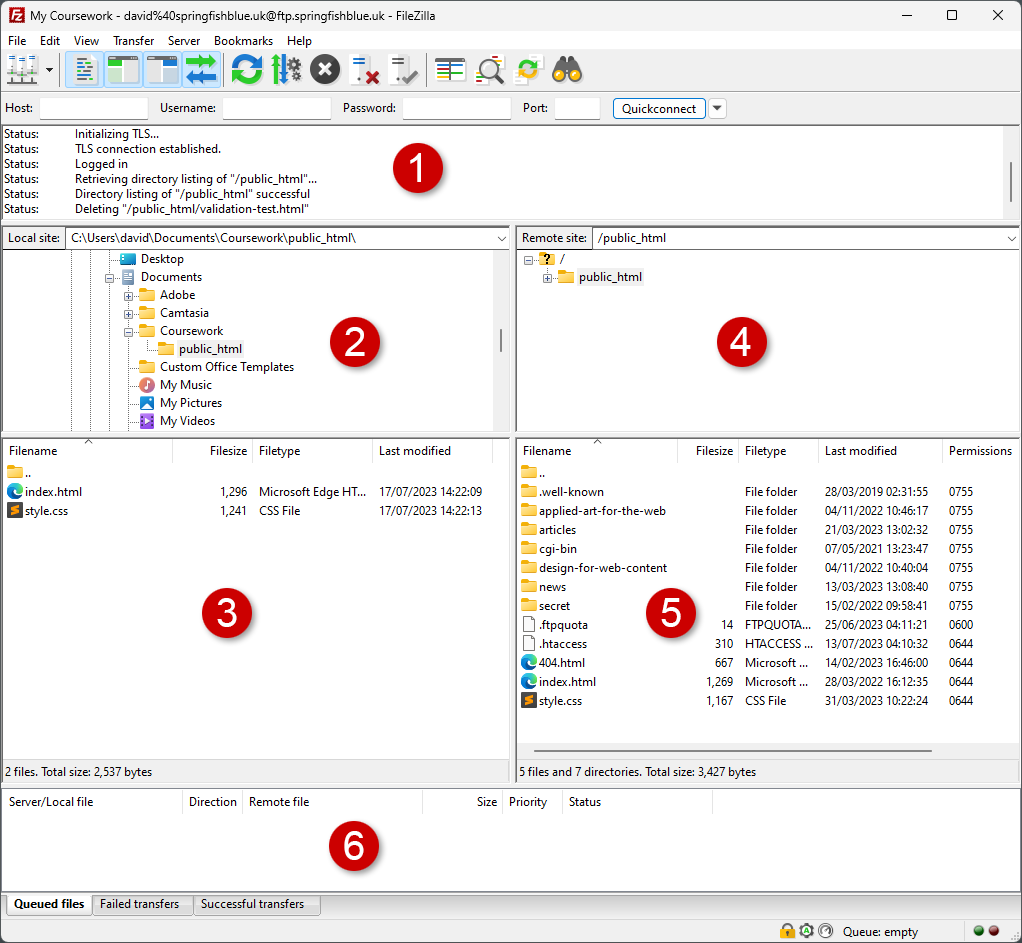 My Coursework - david%40springfishblue.uk@ftp.springfishblue.uk - FileZilla
File Edit View Transfer Server Bookmarks Help
Host: Username: Password: Port: Quickconnect
Status: Initializing TLS...
Status: TLS connection established.
Status: Logged in
Status: Retrieving directory listing of "/public_html"...
Status: Directory listing of "/public_html" successful
Status: Deleting "/public_html/validation-test.html"
1
Local site: C:\Users\david\Documents\Coursework\public_html\
Desktop
Documents
Adobe
Camtasia
Coursework
public_html
Custom Office Templates
My Music
My Pictures
My Videos
2
Remote site: /public_html
? /
public_html
4
Filename Filesize Filetype Last modified
..
index.html 1,296 Microsoft Edge HT... 17/07/2023 14:22:09
style.css 1,241 CSS File 17/07/2023 14:22:13
3
2 files. Total size: 2,537 bytes
Filename Filesize Filetype Last modified Permissions
..
.well-known File folder 28/03/2019 02:31:55 0755
applied-art-for-the-web File folder 04/11/2022 10:46:17 0755
articles File folder 21/03/2023 13:02:32 0755
cgi-bin File folder 07/05/2021 13:23:47 0755
design-for-web-content File folder 04/11/2022 10:40:04 0755
news File folder 13/03/2023 13:08:40 0755
secret File folder 15/02/2022 09:58:41 0755
.ftpquota 14 FTPQUOTA... 25/06/2023 04:11:21 0600
.htaccess 310 HTACCESS ... 13/07/2023 04:10:32 0644
404.html 667 Microsoft ... 14/02/2023 16:46:00 0644
index.html 1,269 Microsoft ... 28/03/2022 16:12:35 0644
style.css 1,167 CSS File 31/03/2023 10:22:24 0644
5
5 files and 7 directories. Total size: 3,427 bytes
Server/Local file Direction Remote file Size Priority Status
6
Queued files Failed transfers Successful transfers
Queue: empty